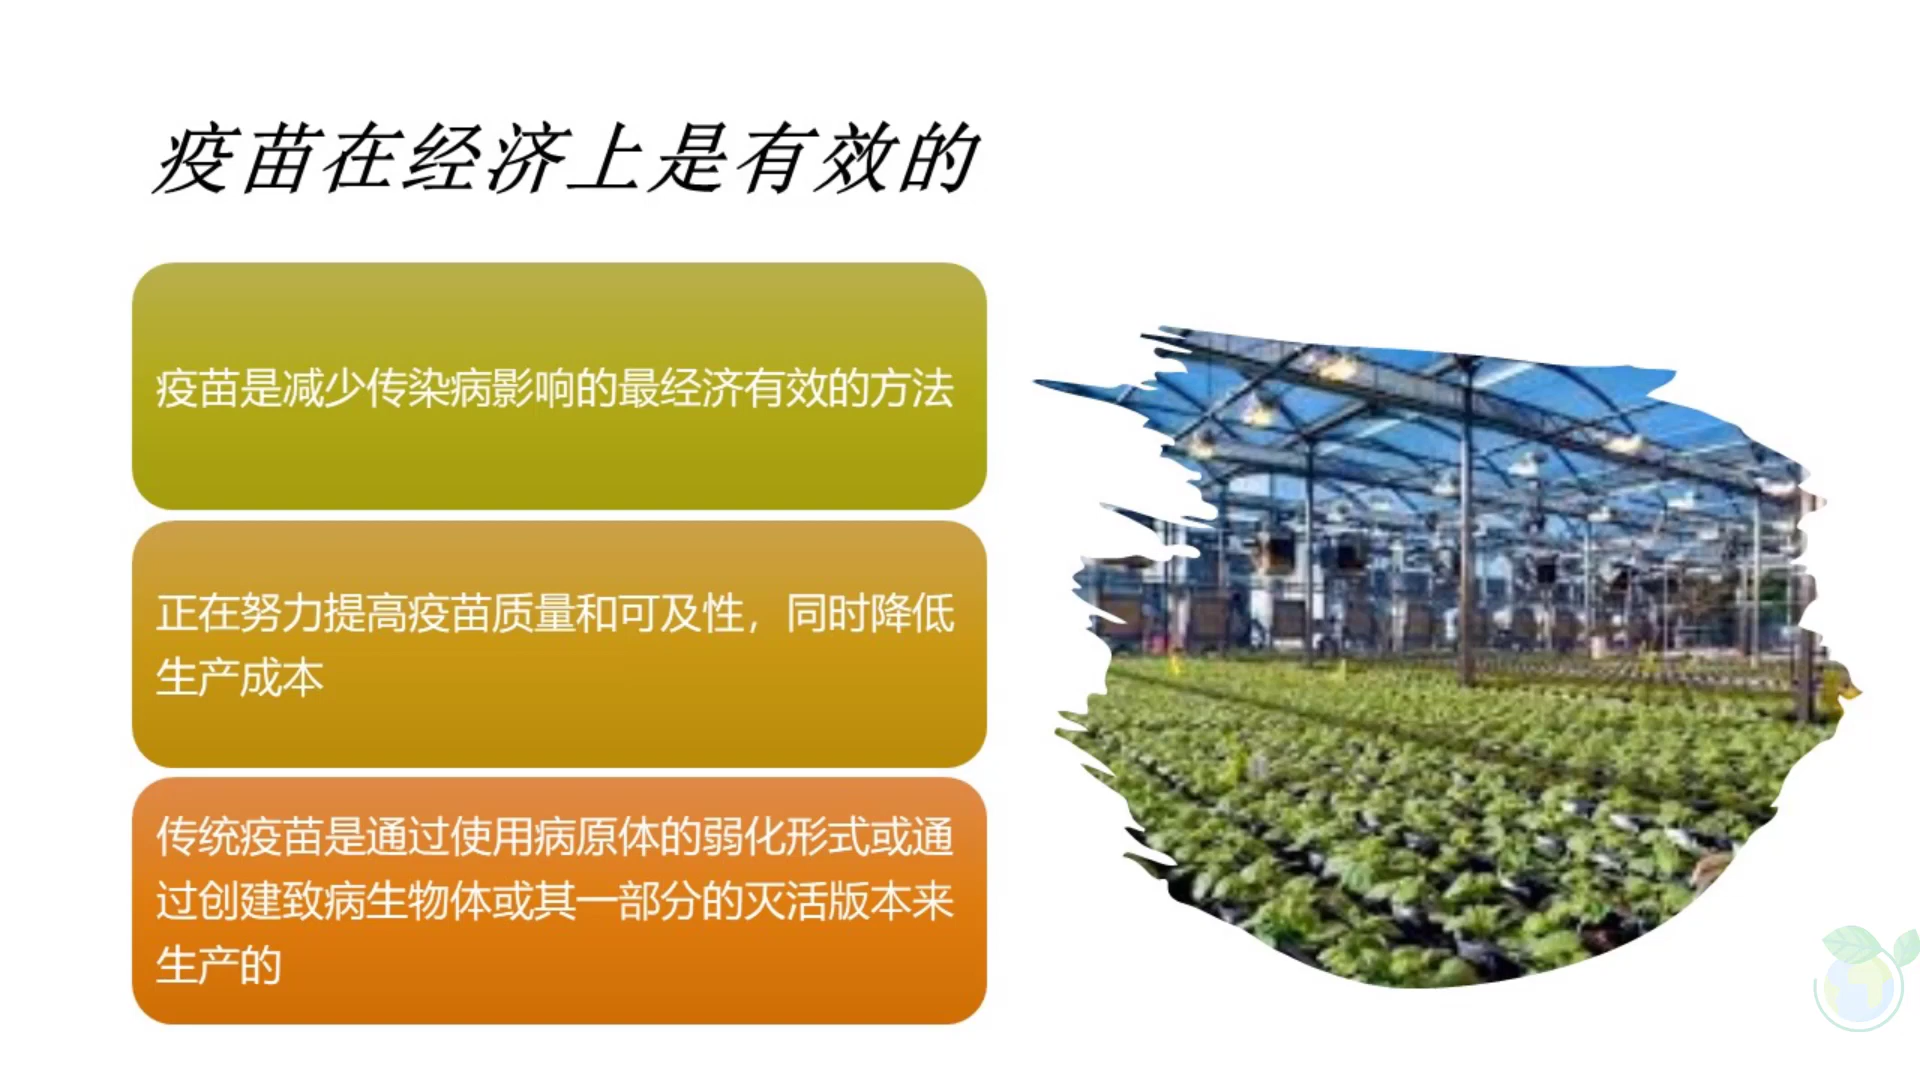 疫苗在经济上是有效的
疫苗是减少传染病影响的最经济有效的方法
正在努力提高疫苗质量和可及性，同时降低
生产成本
传统疫苗是通过使用病原体的弱化形式或通
过创建致病生物体或其一部分的灭活版本来
生产的